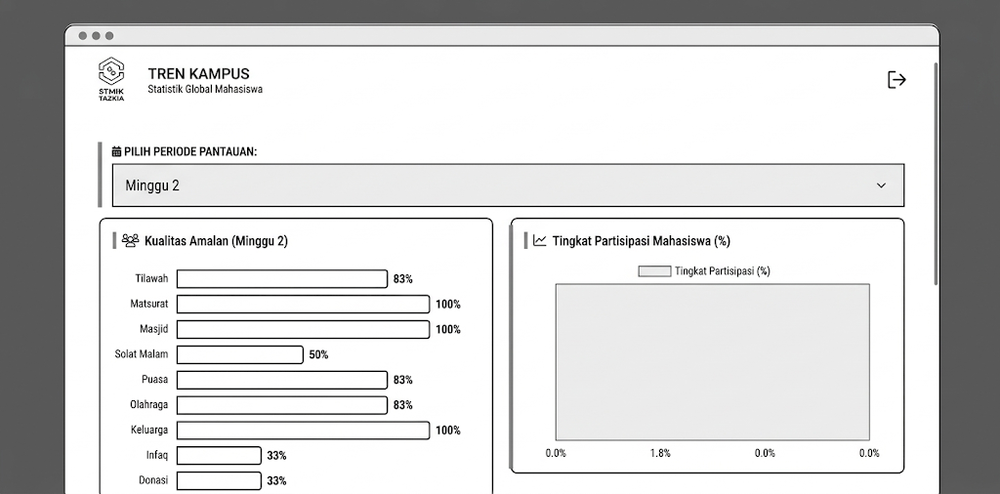 STMIK
TAZKIA
TREN KAMPUS
Statistik Global Mahasiswa
PILIH PERIODE PANTAUAN:
Minggu 2
Kualitas Amalan (Minggu 2)
Tilawah 83%
Matsurat 100%
Masjid 100%
Solat Malam 50%
Puasa 83%
Olahraga 83%
Keluarga 100%
Infaq 33%
Donasi 33%
Tingkat Partisipasi Mahasiswa (%)
Tingkat Partisipasi (%)
0.0% 1.8% 0.0% 0.0%